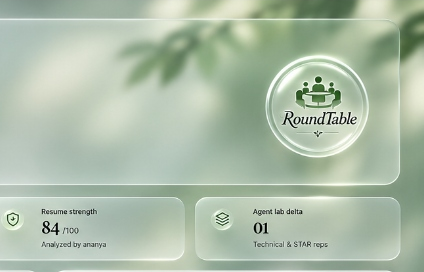 RoundTable
Resume strength
84 /100
Analyzed by ananya
Agent lab delta
01
Technical & STAR reps